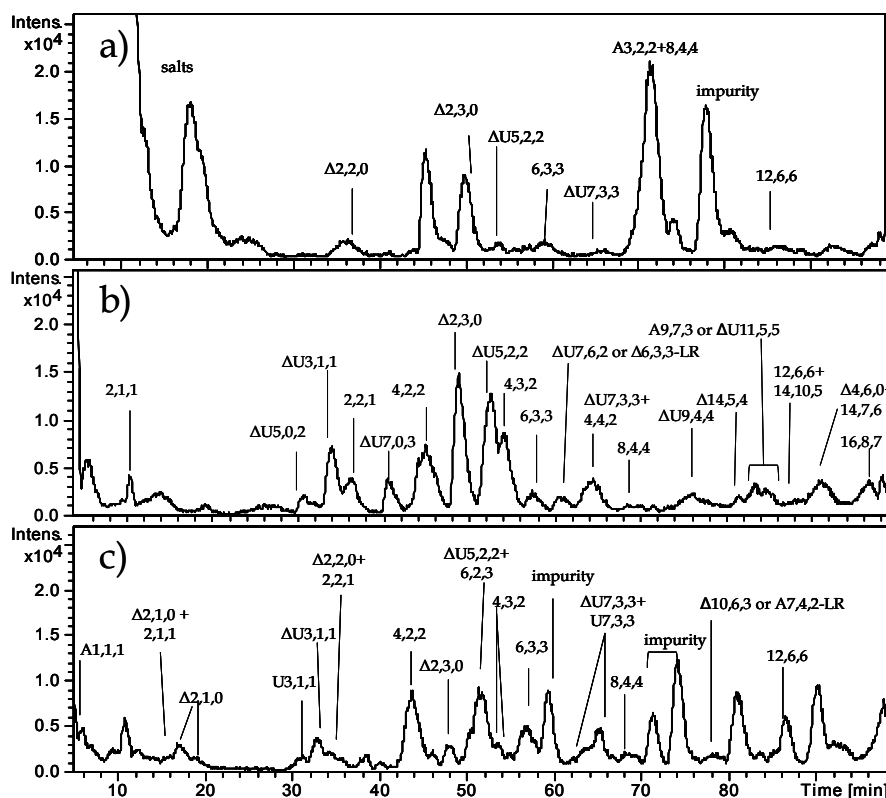 Intens.
x10⁴
a)
A3,2,2+8,4,4
salts
impurity
Δ2,3,0
ΔU5,2,2
Δ2,2,0
6,3,3
ΔU7,3,3
12,6,6
2.0
1.5
1.0
0.5
0.0
Intens.
x10⁴
b)
Δ2,3,0
A9,7,3 or ΔU11,5,5
ΔU5,2,2
ΔU7,6,2 or Δ6,3,3-LR
ΔU3,1,1
12,6,6+
14,10,5
2,1,1
2,2,1
4,2,2
4,3,2
ΔU7,3,3+
4,4,2
Δ14,5,4
Δ4,6,0+
14,7,6
ΔU5,0,2
ΔU7,0,3
6,3,3
8,4,4
ΔU9,4,4
16,8,7
2.0
1.5
1.0
0.5
0.0
Intens.
x10⁴
c)
Δ2,2,0+
2,2,1
ΔU5,2,2+
6,2,3
impurity
Δ2,1,0 +
2,1,1
4,3,2
ΔU7,3,3+
U7,3,3
Δ10,6,3 or A7,4,2-LR
A1,1,1
ΔU3,1,1
4,2,2
6,3,3
impurity
Δ2,1,0
U3,1,1
Δ2,3,0
8,4,4
12,6,6
2.0
1.5
1.0
0.5
0.0
10 20 30 40 50 60 70 80 Time [min]